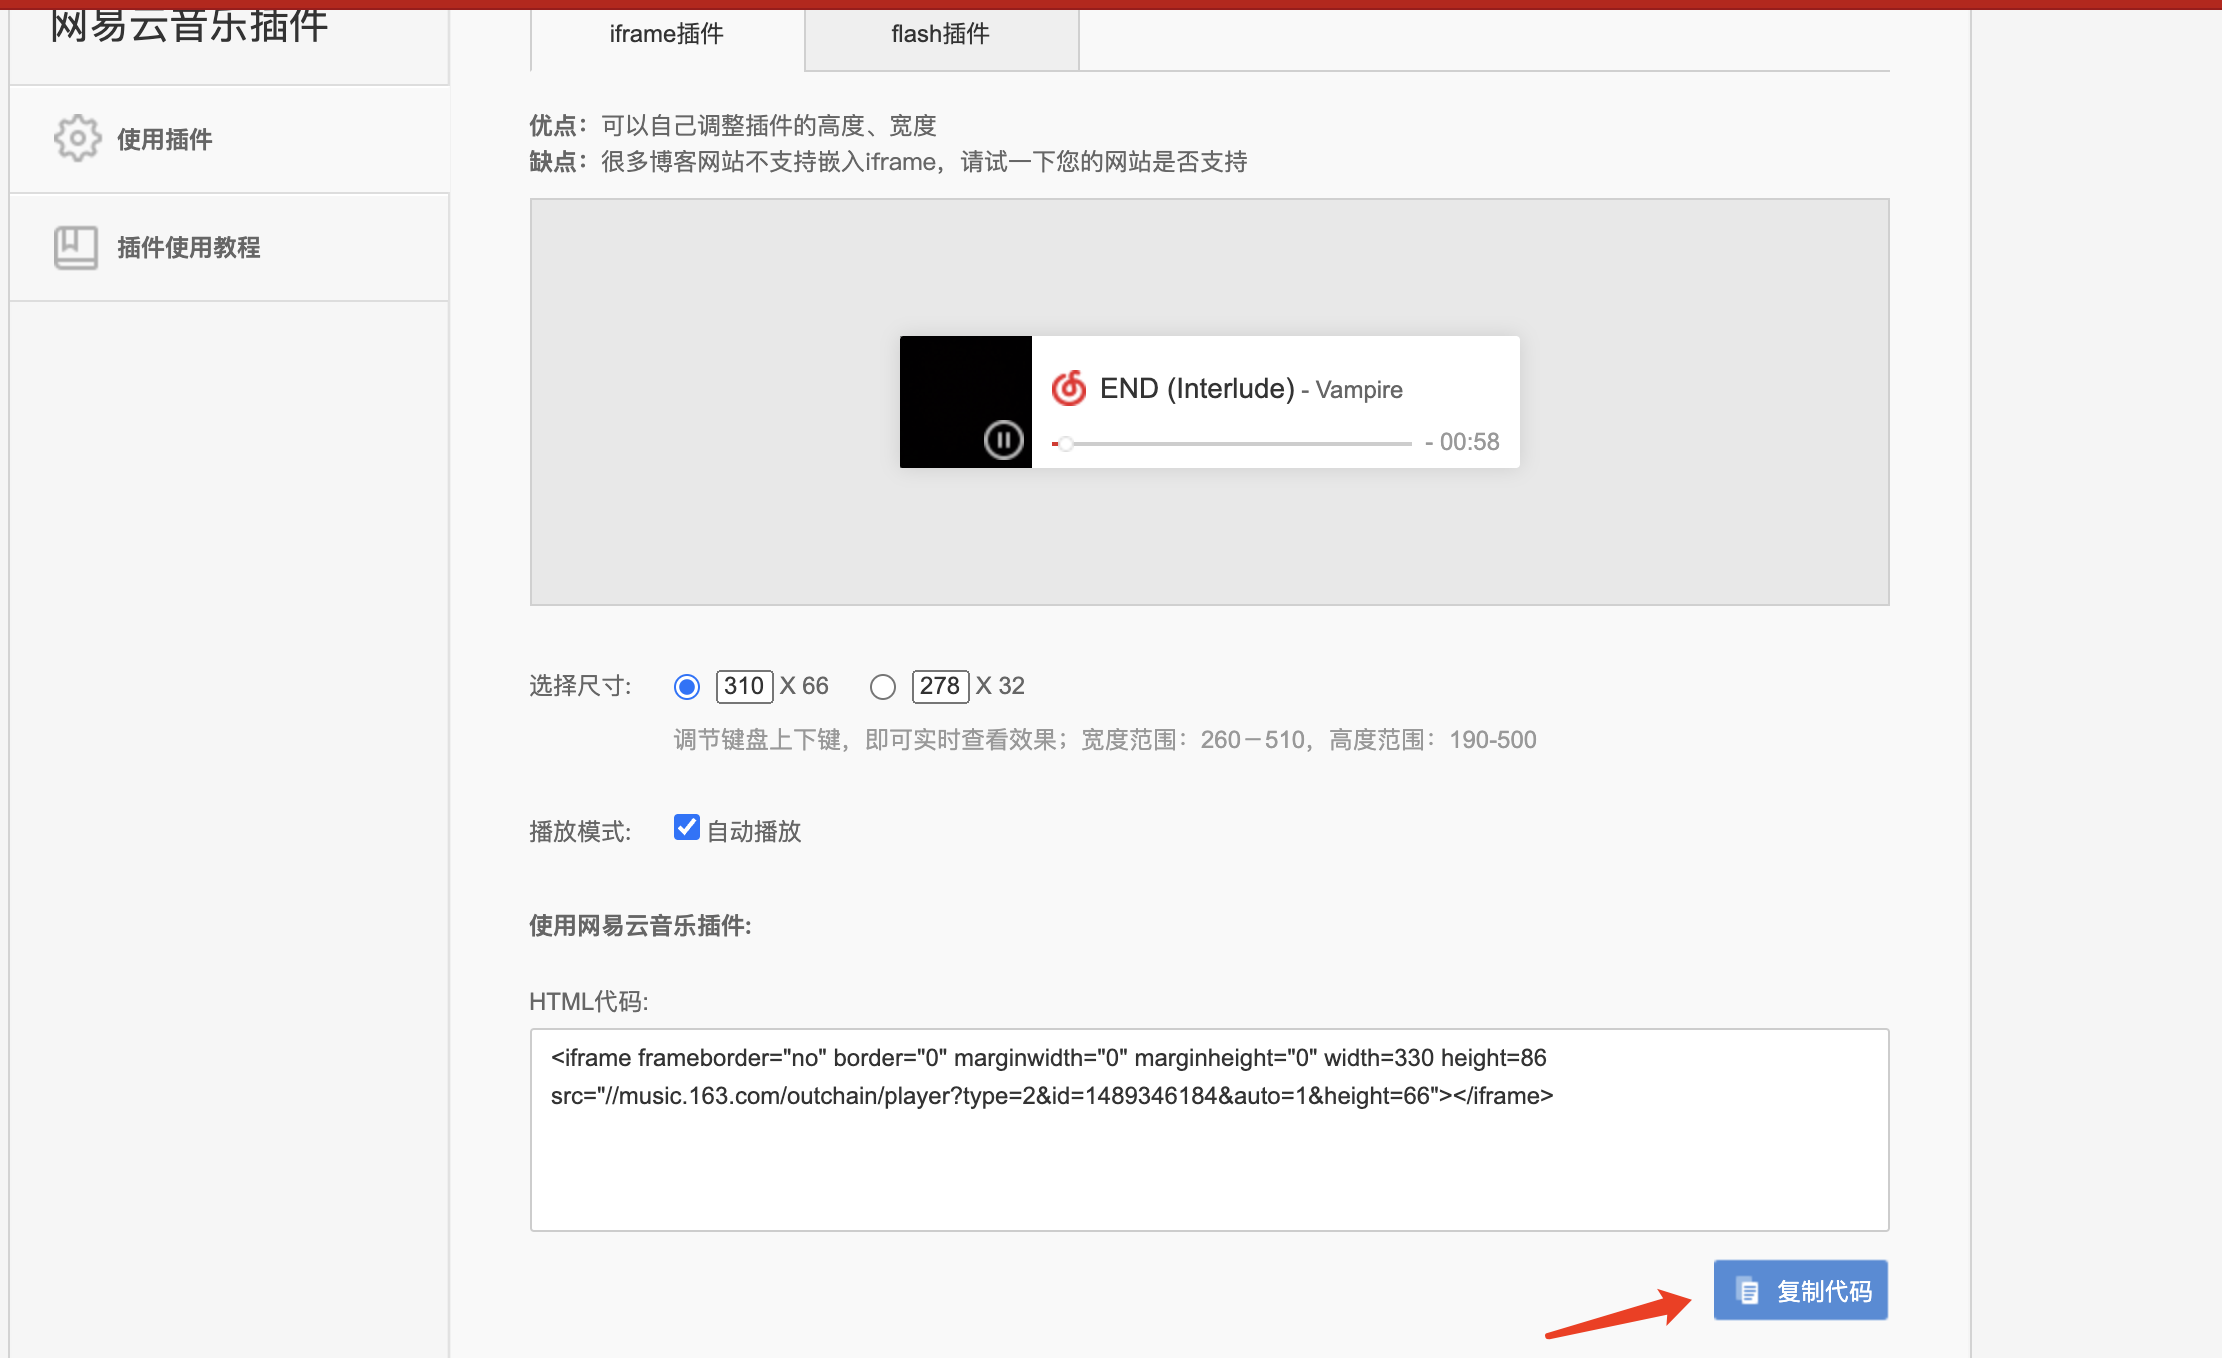 网易云音乐插件
使用插件
插件使用教程
iframe插件
flash插件
优点：可以自己调整插件的高度、宽度
缺点：很多博客网站不支持嵌入iframe，请试一下您的网站是否支持
END (Interlude) - Vampire
- 00:58
选择尺寸: 310 X 66 278 X 32
调节键盘上下键，即可实时查看效果；宽度范围：260－510，高度范围：190-500
播放模式: 自动播放
使用网易云音乐插件:
HTML代码:
<iframe frameborder="no" border="0" marginwidth="0" marginheight="0" width=330 height=86
src="//music.163.com/outchain/player?type=2&id=1489346184&auto=1&height=66"></iframe>
复制代码